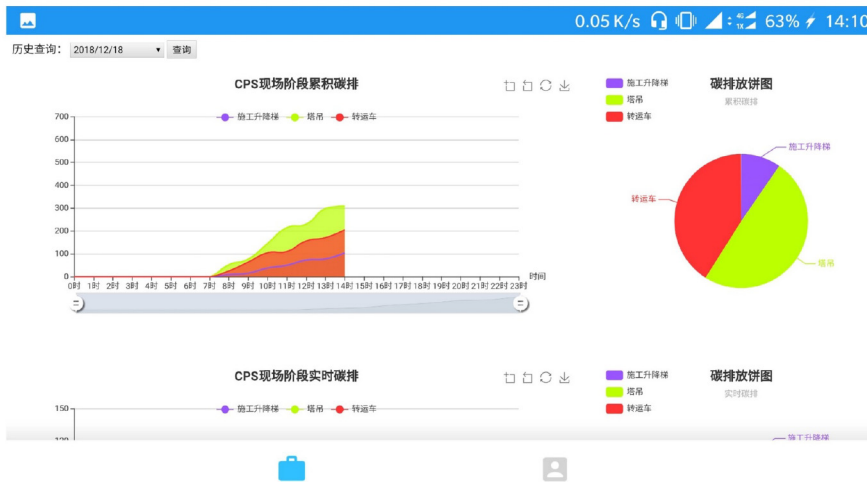 0.05 K/s 4G 1X 63% 14:10
历史查询： 2018/12/18 查询
CPS现场阶段累积碳排
施工升降梯 塔吊 转运车
700
600
500
400
300
200
100
0
0时 1时 2时 3时 4时 5时 6时 7时 8时 9时 10时 11时 12时 13时 14时 15时 16时 17时 18时 19时 20时 21时 22时 23时
时间
施工升降梯
塔吊
转运车
碳排放饼图
累积碳排
施工升降梯
转运车
塔吊
CPS现场阶段实时碳排
施工升降梯 塔吊 转运车
150
120
施工升降梯
塔吊
转运车
碳排放饼图
实时碳排
施工升降梯